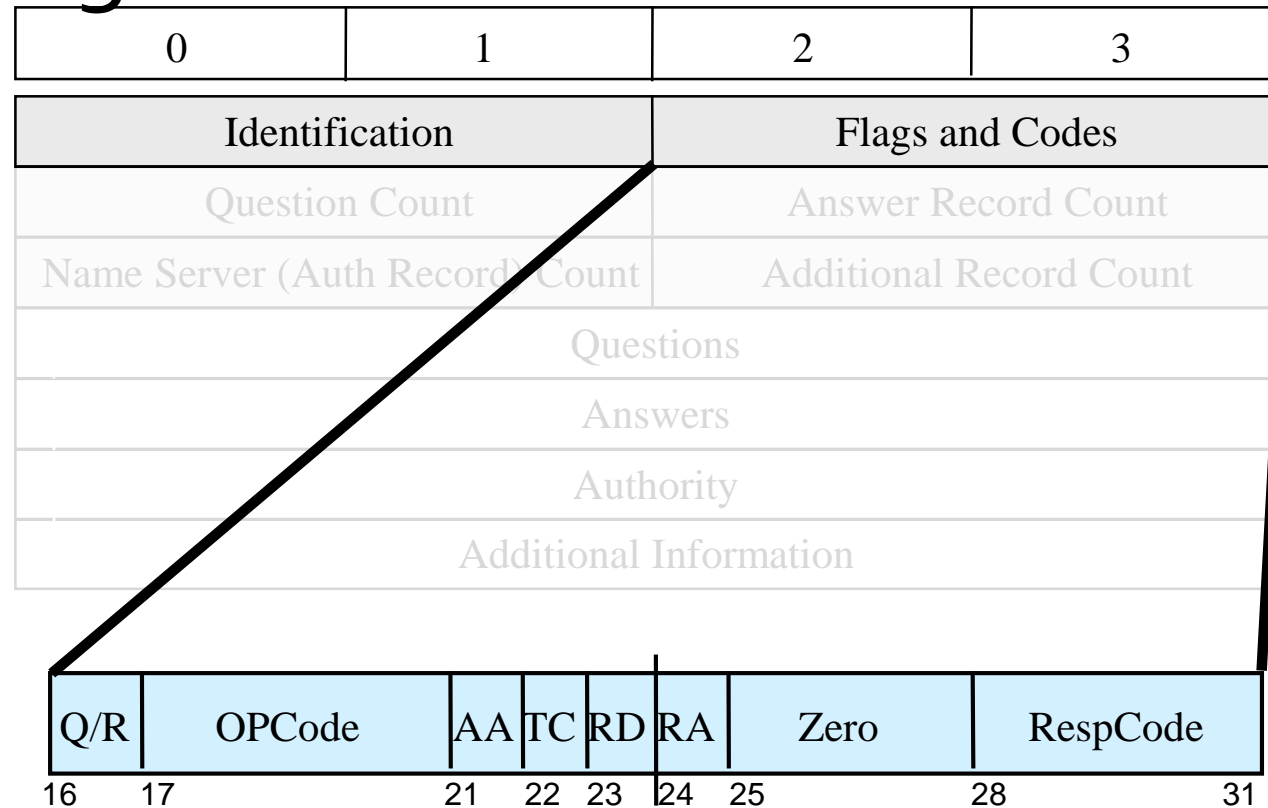 0 1 2 3
Identification Flags and Codes
Question Count Answer Record Count
Name Server (Auth Record) Count Additional Record Count
Questions
Answers
Authority
Additional Information
Q/R OPCode AA TC RD RA Zero RespCode
16 17 21 22 23 24 25 28 31